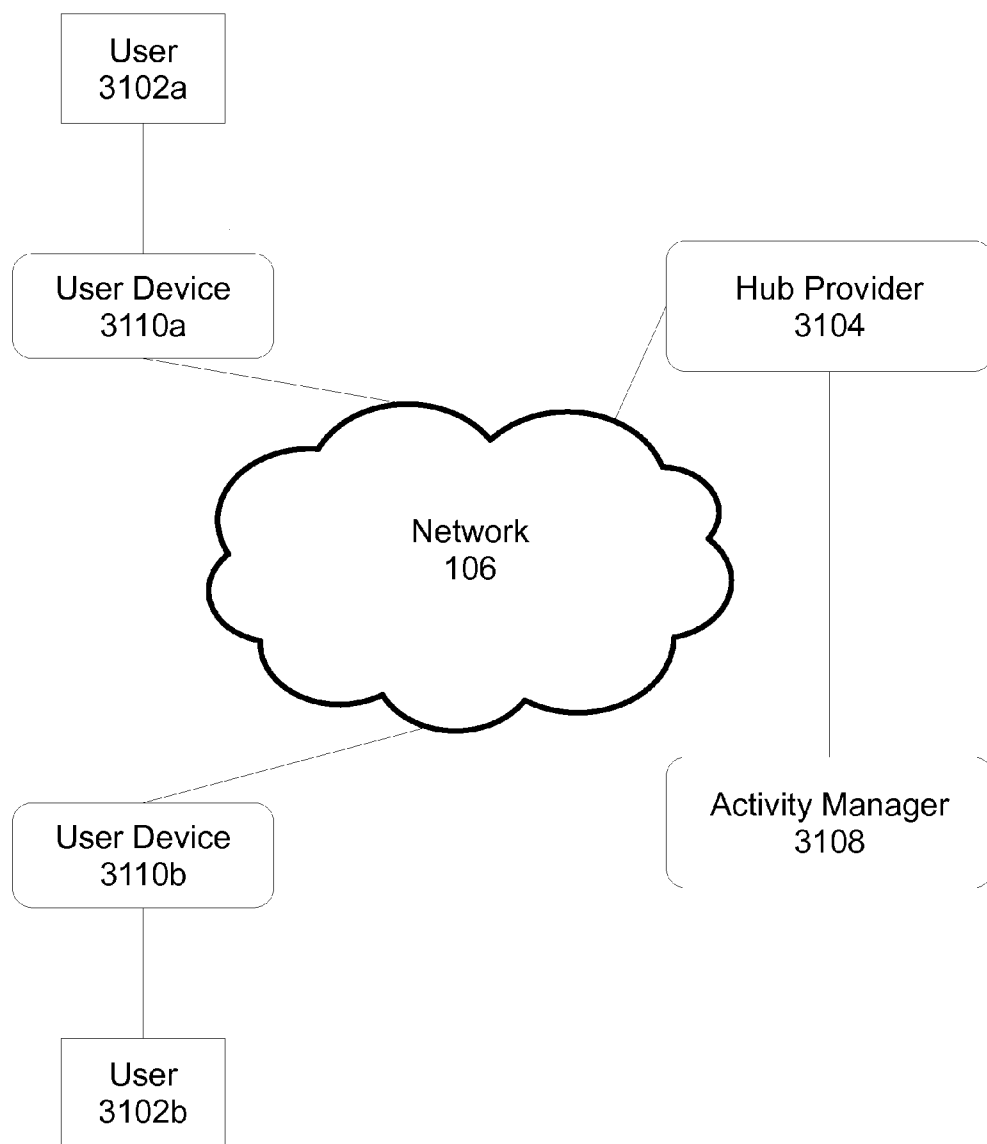 User
3102a
User Device
3110a
Hub Provider
3104
Network
106
User Device
3110b
Activity Manager
3108
User
3102b